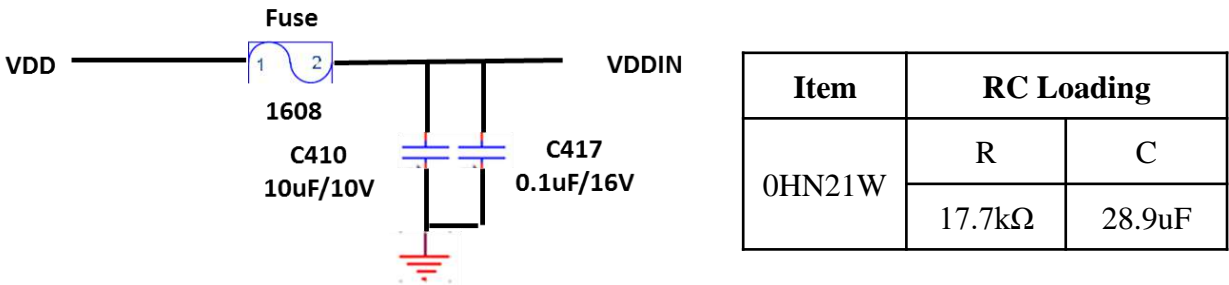 Fuse
VDD
1 2
VDDIN
1608
C410
10uF/10V
C417
0.1uF/16V
Item RC Loading
0HN21W R C
17.7kΩ 28.9uF